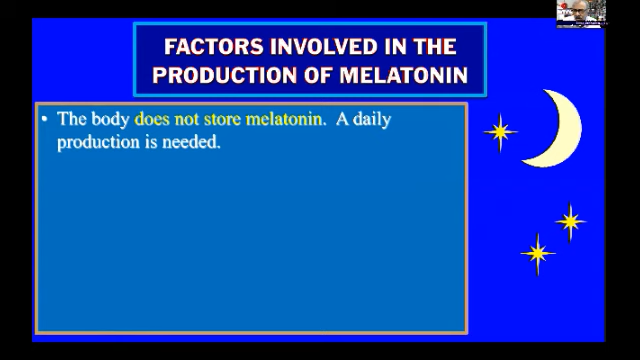 FACTORS INVOLVED IN THE
PRODUCTION OF MELATONIN
• The body does not store melatonin.  A daily
production is needed.